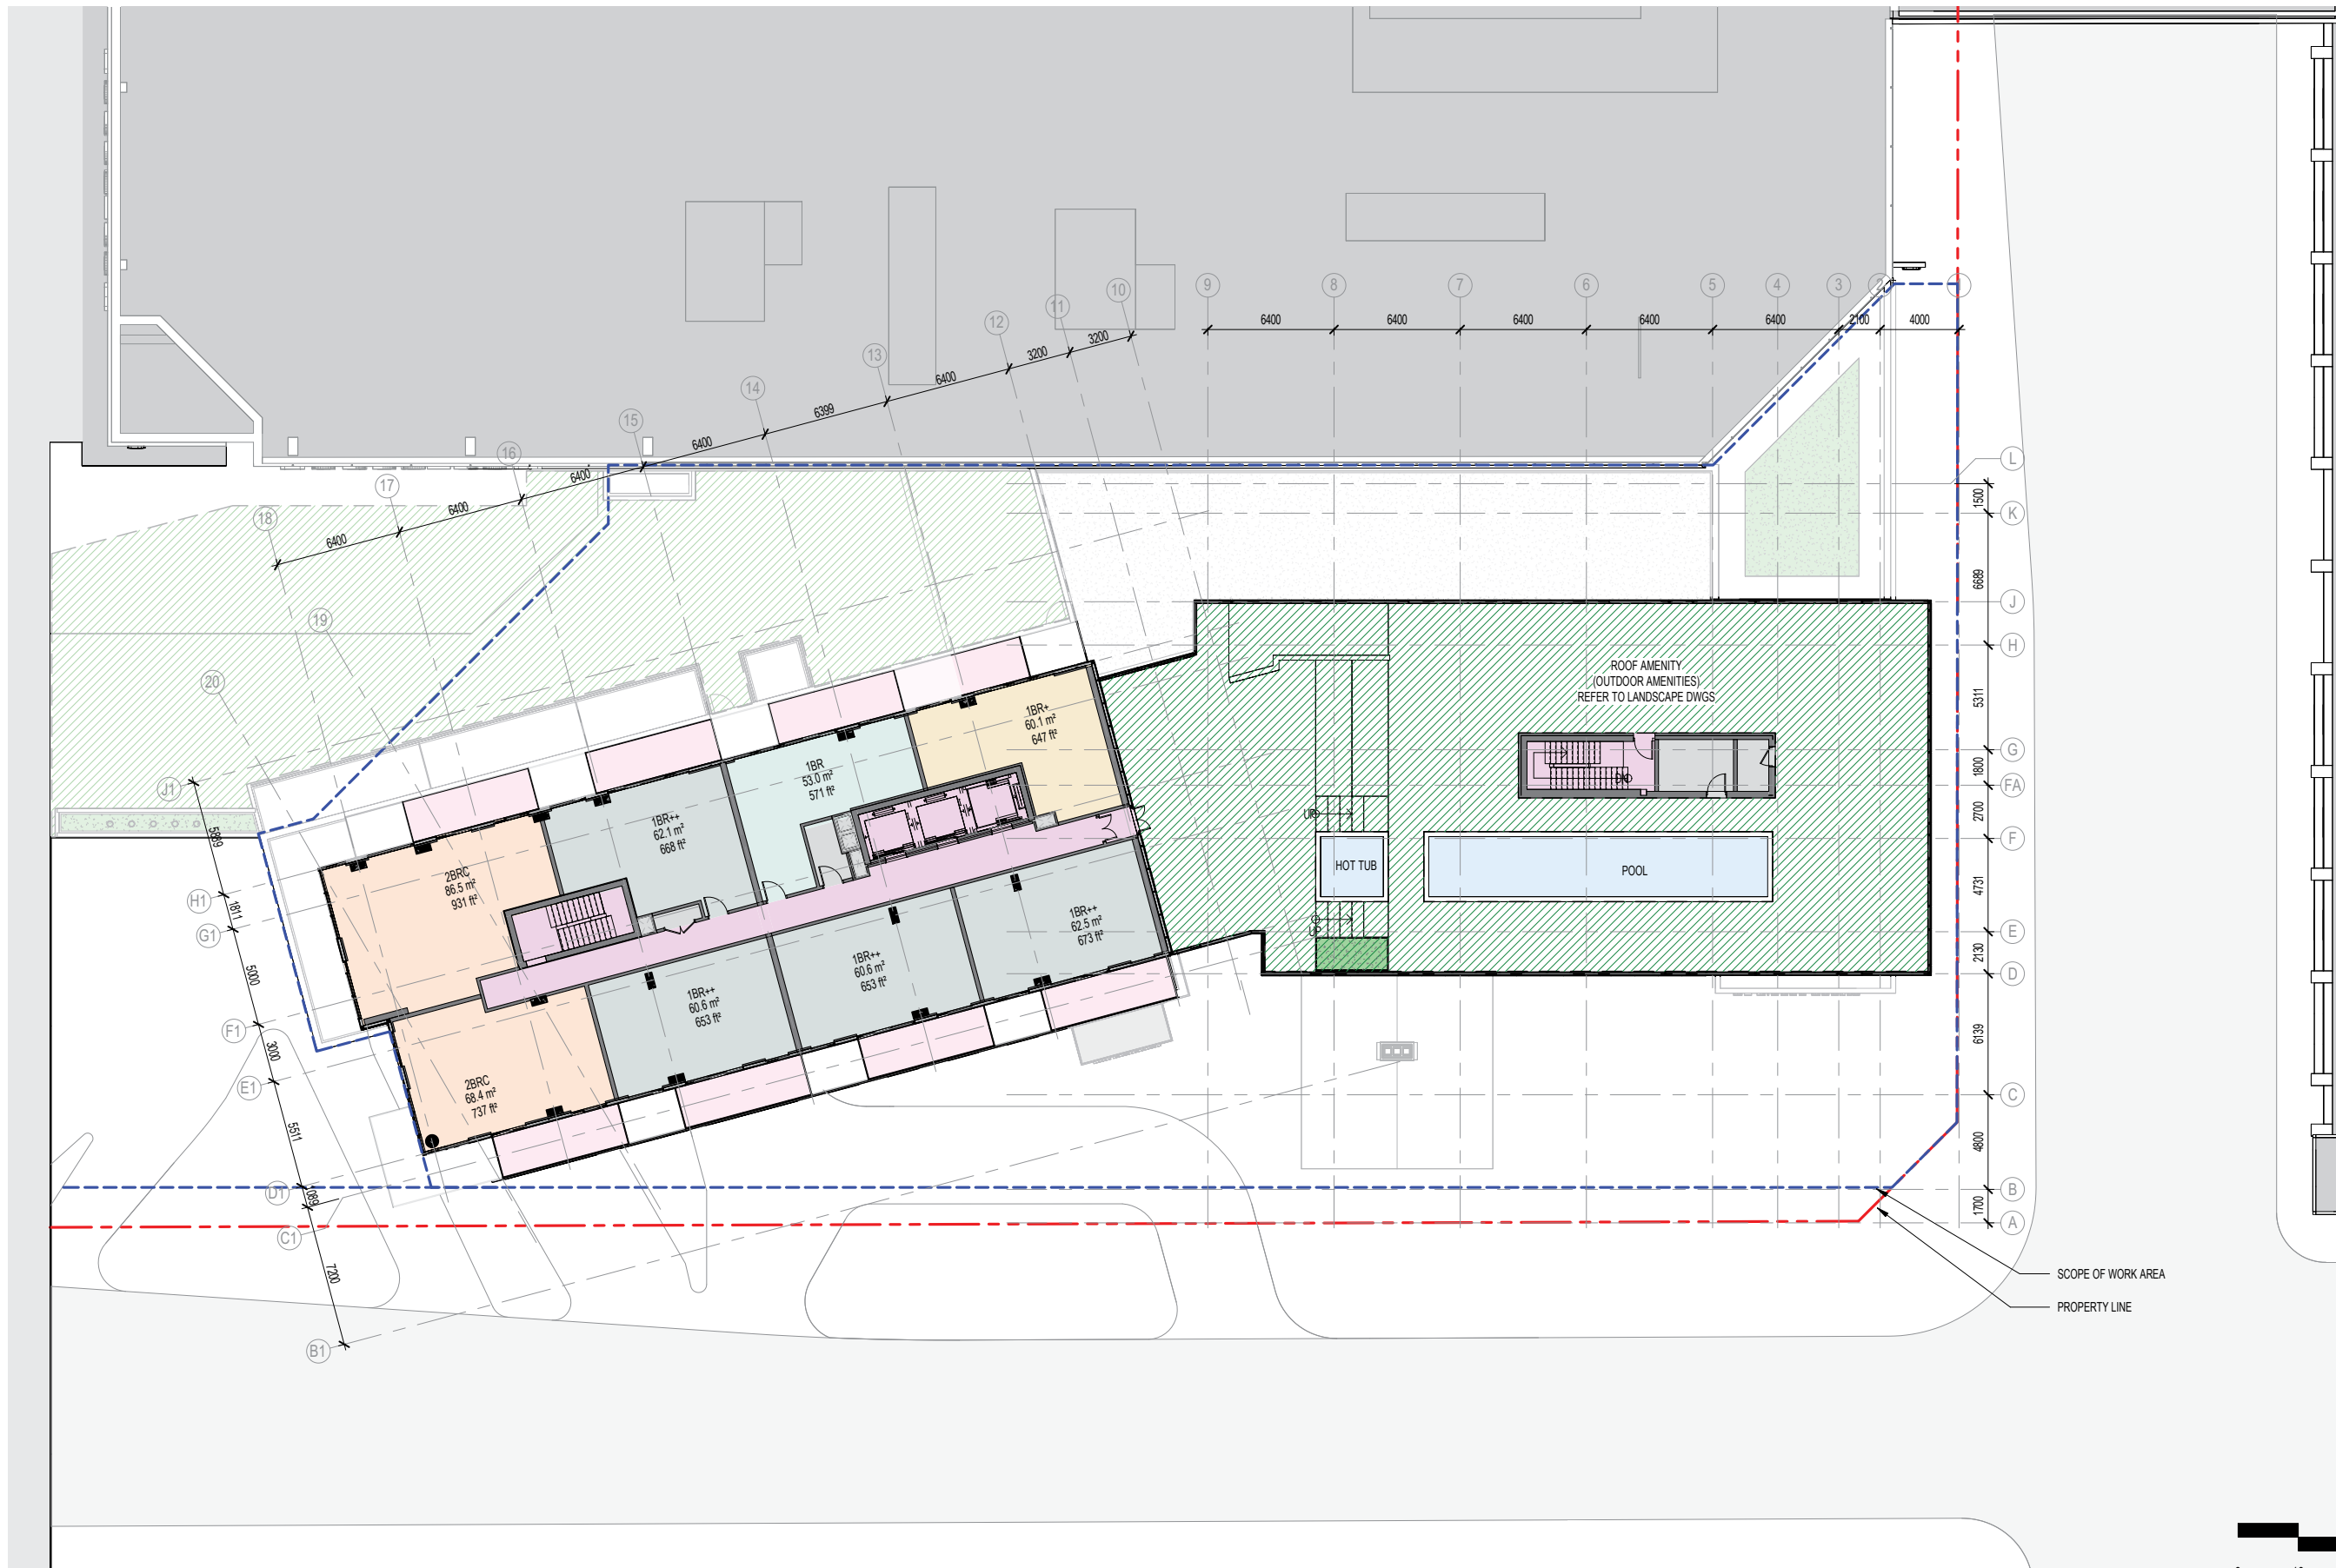 9
8
7
6
5
4
3
2
10
11
12
13
14
15
16
17
18
19
20
6400
6400
6400
6400
6400
2100
4000
3200
3200
6400
6399
6400
6400
6400
6400
L
K
J
H
G
FA
F
E
D
C
B
A
1500
6689
5311
1800
2700
4731
2130
6139
4800
1700
J1
H1
G1
F1
E1
D1
C1
B1
5889
1811
5000
3000
5511
1089
7200
ROOF AMENITY
(OUTDOOR AMENITIES)
REFER TO LANDSCAPE DWGS
1BR+
60.1 m²
647 ft²
1BR
53.0 m²
571 ft²
1BR++
62.1 m²
668 ft²
2BRC
86.5 m²
931 ft²
1BR++
62.5 m²
673 ft²
1BR++
60.6 m²
653 ft²
1BR++
60.6 m²
653 ft²
2BRC
68.4 m²
737 ft²
DN
UP
HOT TUB
POOL
UP
SCOPE OF WORK AREA
PROPERTY LINE